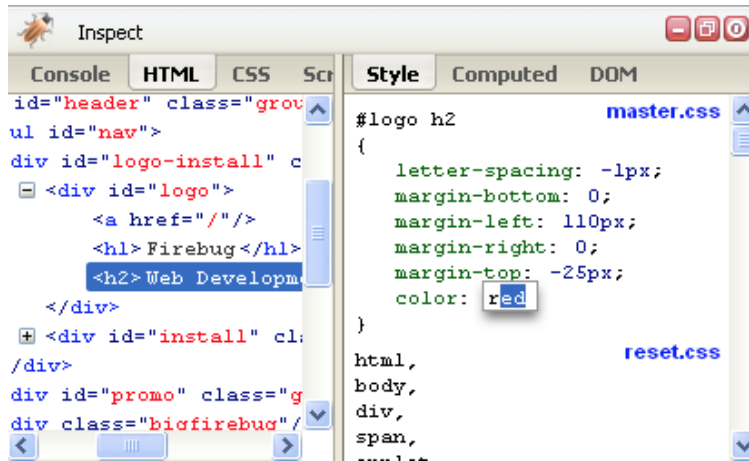 Inspect
Console HTML CSS Scr
id="header" class="grou
ul id="nav">
div id="logo-install" c
<div id="logo">
<a href="/"/>
<h1>Firebug</h1>
<h2>Web Developm
</div>
<div id="install" cla
/div>
div id="promo" class="g
div class="bigfirebug"/
Style Computed DOM
#logo h2 master.css
{
letter-spacing: -1px;
margin-bottom: 0;
margin-left: 110px;
margin-right: 0;
margin-top: -25px;
color: red
}
html, reset.css
body,
div,
span,